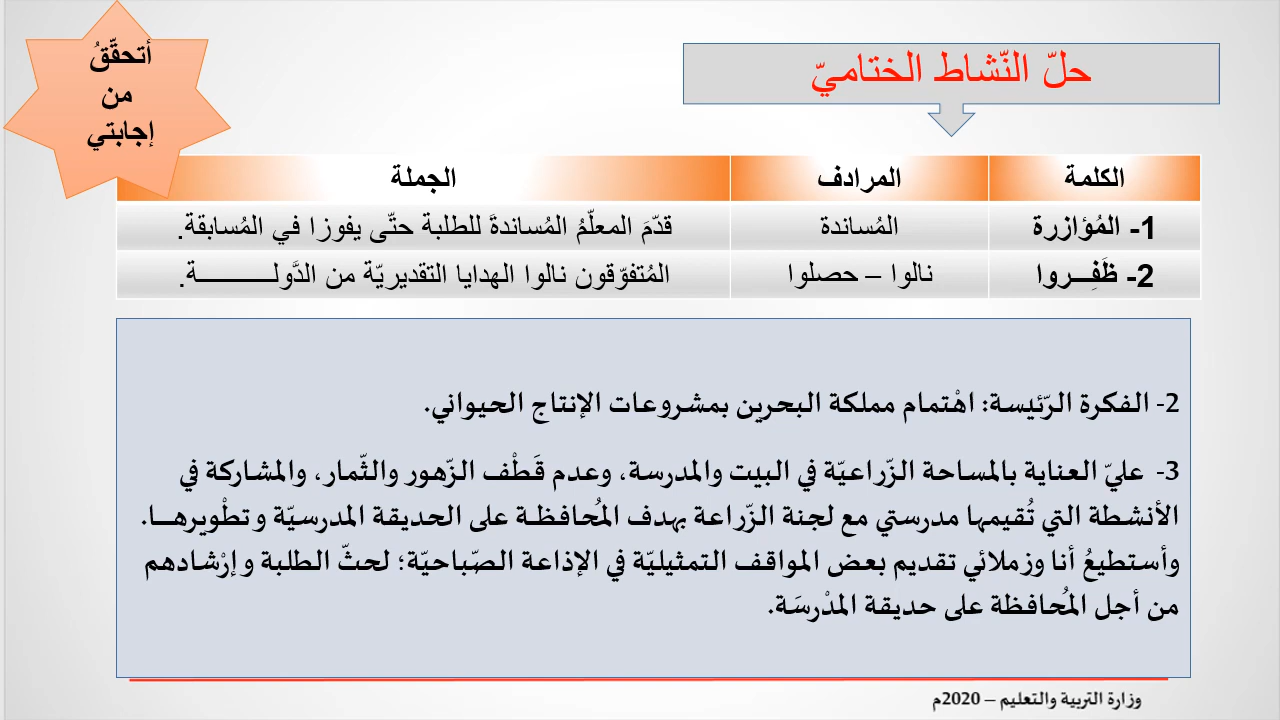 حلّ النّشاط الختاميّ
أتحقّقُ
من
إجابتي
الكلمة المرادف الجملة
1- المُؤازرة المُساندة قدّمَ المعلّمُ المُساندةَ للطلبة حتّى يفوزا في المُسابقة.
2- ظَفِـــروا نالوا – حصلوا المُتفوّقون نالوا الهدايا التقديريّة من الدَّولـــــــــــة.
2- الفكرة الرّئيسة: اهْتمام مملكة البحرين بمشروعات الإنتاج الحيواني.
3- عليّ العناية بالمساحة الزّراعيّة في البيت والمدرسة، وعدم قَطْف الزّهور والثّمار، والمشاركة في
الأنشطة التي تُقيمها مدرستي مع لجنة الزّراعة بهدف المُحافظة على الحديقة المدرسيّة وتطْويرهــا.
وأستطيعُ أنا وزملائي تقديم بعض المواقف التمثيليّة في الإذاعة الصّباحيّة؛ لحثّ الطلبة وإرْشادهم
من أجل المُحافظة على حديقة المدْرسَة.
وزارة التربية والتعليم – 2020م